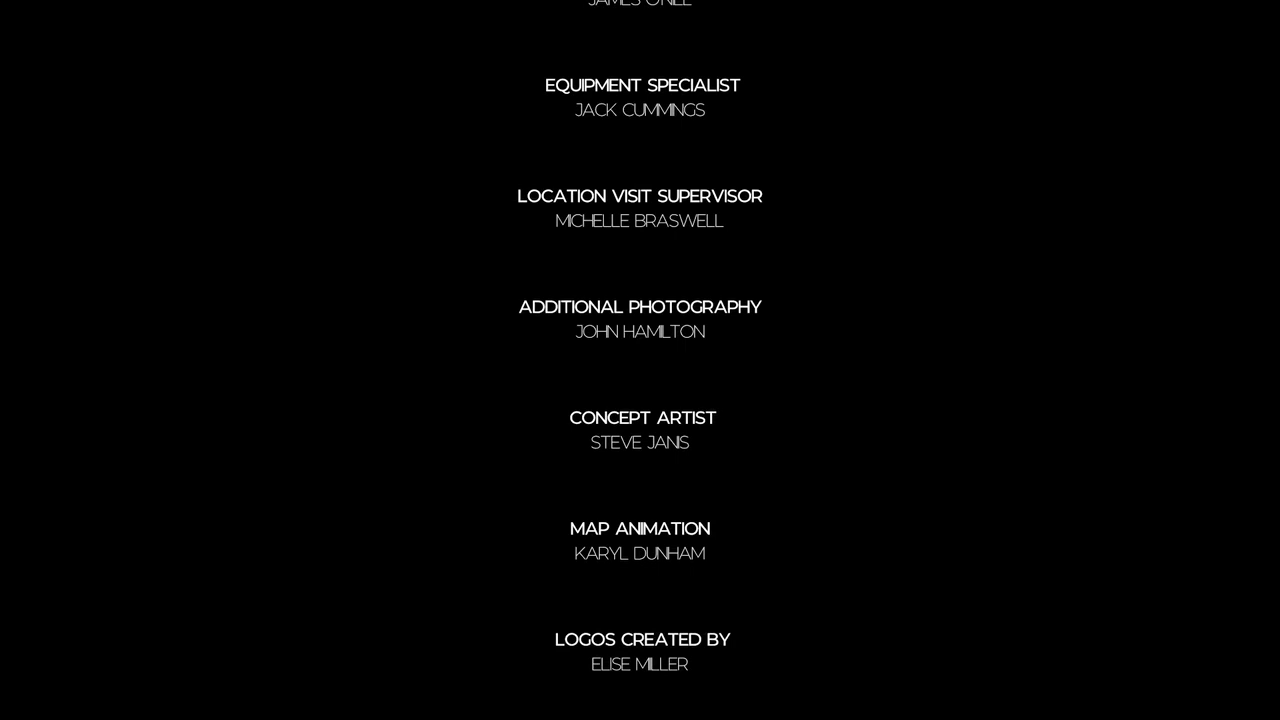 EQUIPMENT SPECIALIST
JACK CUMMINGS
LOCATION VISIT SUPERVISOR
MICHELLE BRASWELL
ADDITIONAL PHOTOGRAPHY
JOHN HAMILTON
CONCEPT ARTIST
STEVE JANIS
MAP ANIMATION
KARYL DUNHAM
LOGOS CREATED BY
ELISE MILLER